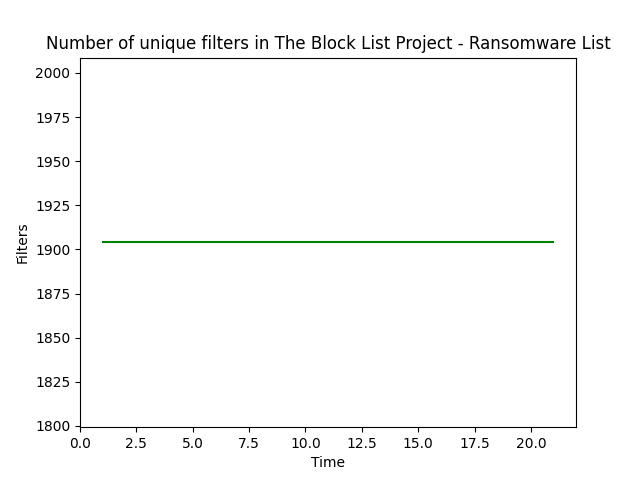 Number of unique filters in The Block List Project - Ransomware List
2000
1975
1950
1925
1900
1875
1850
1825
1800
0.0 2.5 5.0 7.5 10.0 12.5 15.0 17.5 20.0
Time
Filters